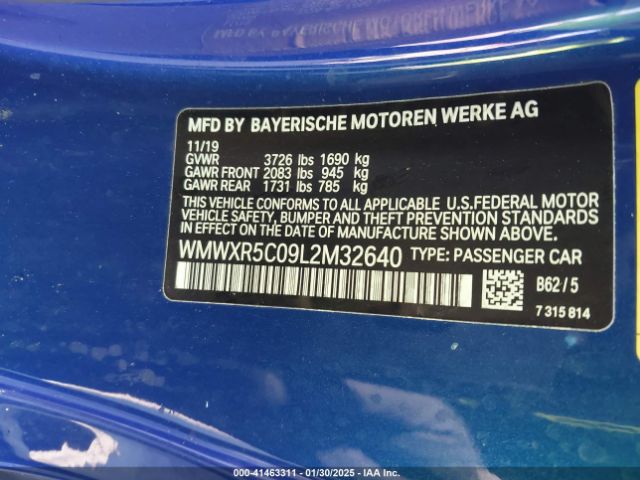 MFD BY BAYERISCHE MOTOREN WERKE AG
11/19
GVWR 3726 lbs 1690 kg
GAWR FRONT 2083 lbs 945 kg
GAWR REAR 1731 lbs 785 kg
THIS VEHICLE CONFORMS TO ALL APPLICABLE U.S.FEDERAL MOTOR
VEHICLE SAFETY, BUMPER AND THEFT PREVENTION STANDARDS
IN EFFECT ON DATE OF MANUFACTURE SHOWN ABOVE.
WMWXR5C09L2M32640 TYPE: PASSENGER CAR
B62/5
7 315 814
000-41463311 - 01/30/2025 - IAA Inc.